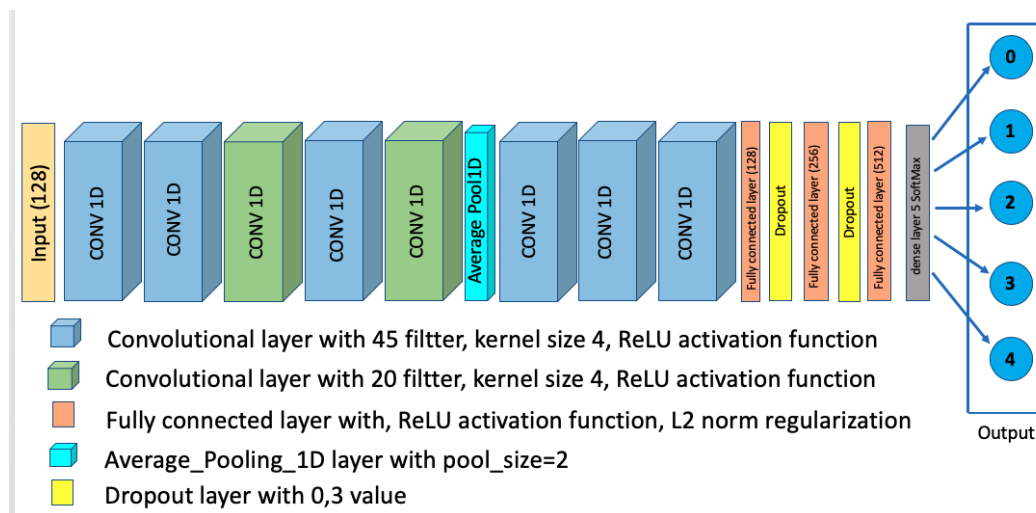 Input (128)
CONV 1D
CONV 1D
CONV 1D
CONV 1D
CONV 1D
Average Pool1D
CONV 1D
CONV 1D
CONV 1D
Fully connected layer (128)
Dropout
Fully connected layer (256)
Dropout
Fully connected layer (512)
dense layer 5 SoftMax
0
1
2
3
4
Output
Convolutional layer with 45 filtter, kernel size 4, ReLU activation function
Convolutional layer with 20 filtter, kernel size 4, ReLU activation function
Fully connected layer with, ReLU activation function, L2 norm regularization
Average_Pooling_1D layer with pool_size=2
Dropout layer with 0,3 value